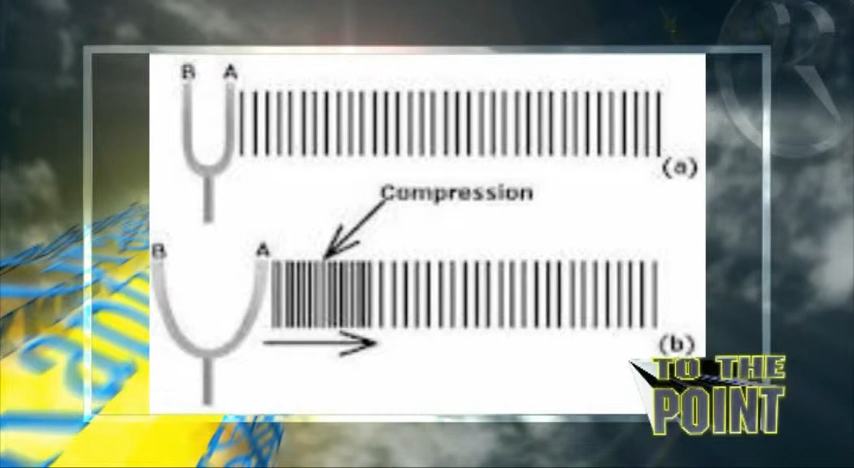 B A
(a)
Compression
B A
(b)
TO THE
POINT